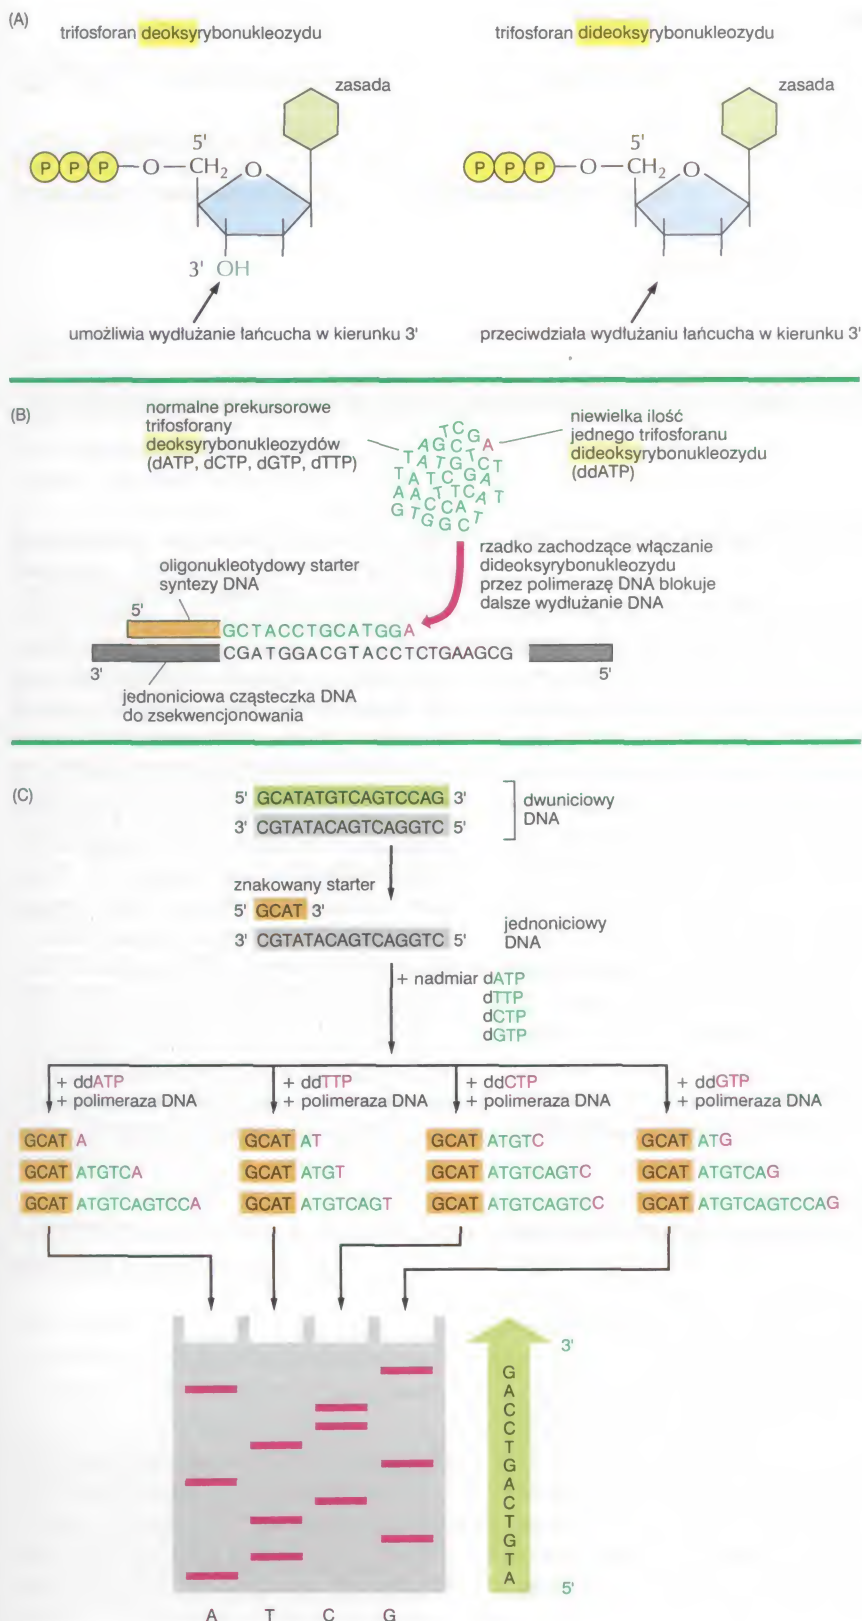 (A)
trifosforan deoksyrybonukleozydu
zasada
5'
P P P O CH2 O
3' OH
umożliwia wydłużanie łańcucha w kierunku 3'
trifosforan dideoksyrybonukleozydu
zasada
5'
P P P O CH2 O
przeciwdziała wydłużaniu łańcucha w kierunku 3'
(B)
normalne prekursorowe
trifosforany
deoksyrybonukleozydów
(dATP, dCTP, dGTP, dTTP)
niewielka ilość
jednego trifosforanu
dideoksyrybonukleozydu
(ddATP)
rzadko zachodzące włączanie
dideoksyrybonukleozydu
przez polimerazę DNA blokuje
dalsze wydłużanie DNA
oligonukleotydowy starter
syntezy DNA
5'
GCTACCTGCATGGA
CGATGGACGTACCTCTGAAGCG
3'
5'
jednoniciowa cząsteczka DNA
do zsekwencjonowania
(C)
5' GCATATGTCAGTCCAG 3'
3' CGTATACAGTCAGGTC 5'
dwuniciowy
DNA
znakowany starter
5' GCAT 3'
3' CGTATACAGTCAGGTC 5'
jednoniciowy
DNA
+ nadmiar dATP
dTTP
dCTP
dGTP
+ ddATP
+ polimeraza DNA
GCAT A
GCAT ATGTCA
GCAT ATGTCAGTCCA
+ ddTTP
+ polimeraza DNA
GCAT AT
GCAT ATGT
GCAT ATGTCAGT
+ ddCTP
+ polimeraza DNA
GCAT ATGTC
GCAT ATGTCAGTC
GCAT ATGTCAGTCC
+ ddGTP
+ polimeraza DNA
GCAT ATG
GCAT ATGTCAG
GCAT ATGTCAGTCCAG
3'
G
A
C
C
T
G
A
C
T
G
T
A
5'
A T C G